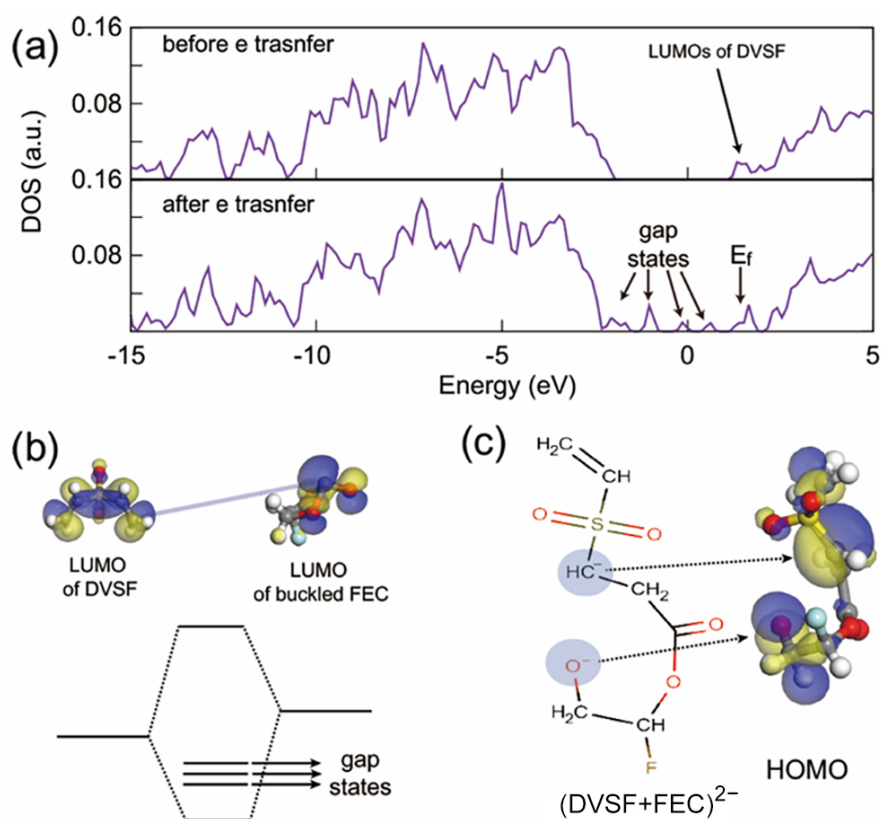 (a)
0.16
before e trasnfer
LUMOs of DVSF
0.08
DOS (a.u.)
0.16
after e trasnfer
gap
states
Ef
0.08
-15
-10
-5
0
5
Energy (eV)
(b)
LUMO
of DVSF
LUMO
of buckled FEC
gap
states
(c)
H₂C
CH
O
S
O
HC⁻
CH₂
O
O⁻
O
H₂C
CH
F
(DVSF+FEC)²⁻
HOMO